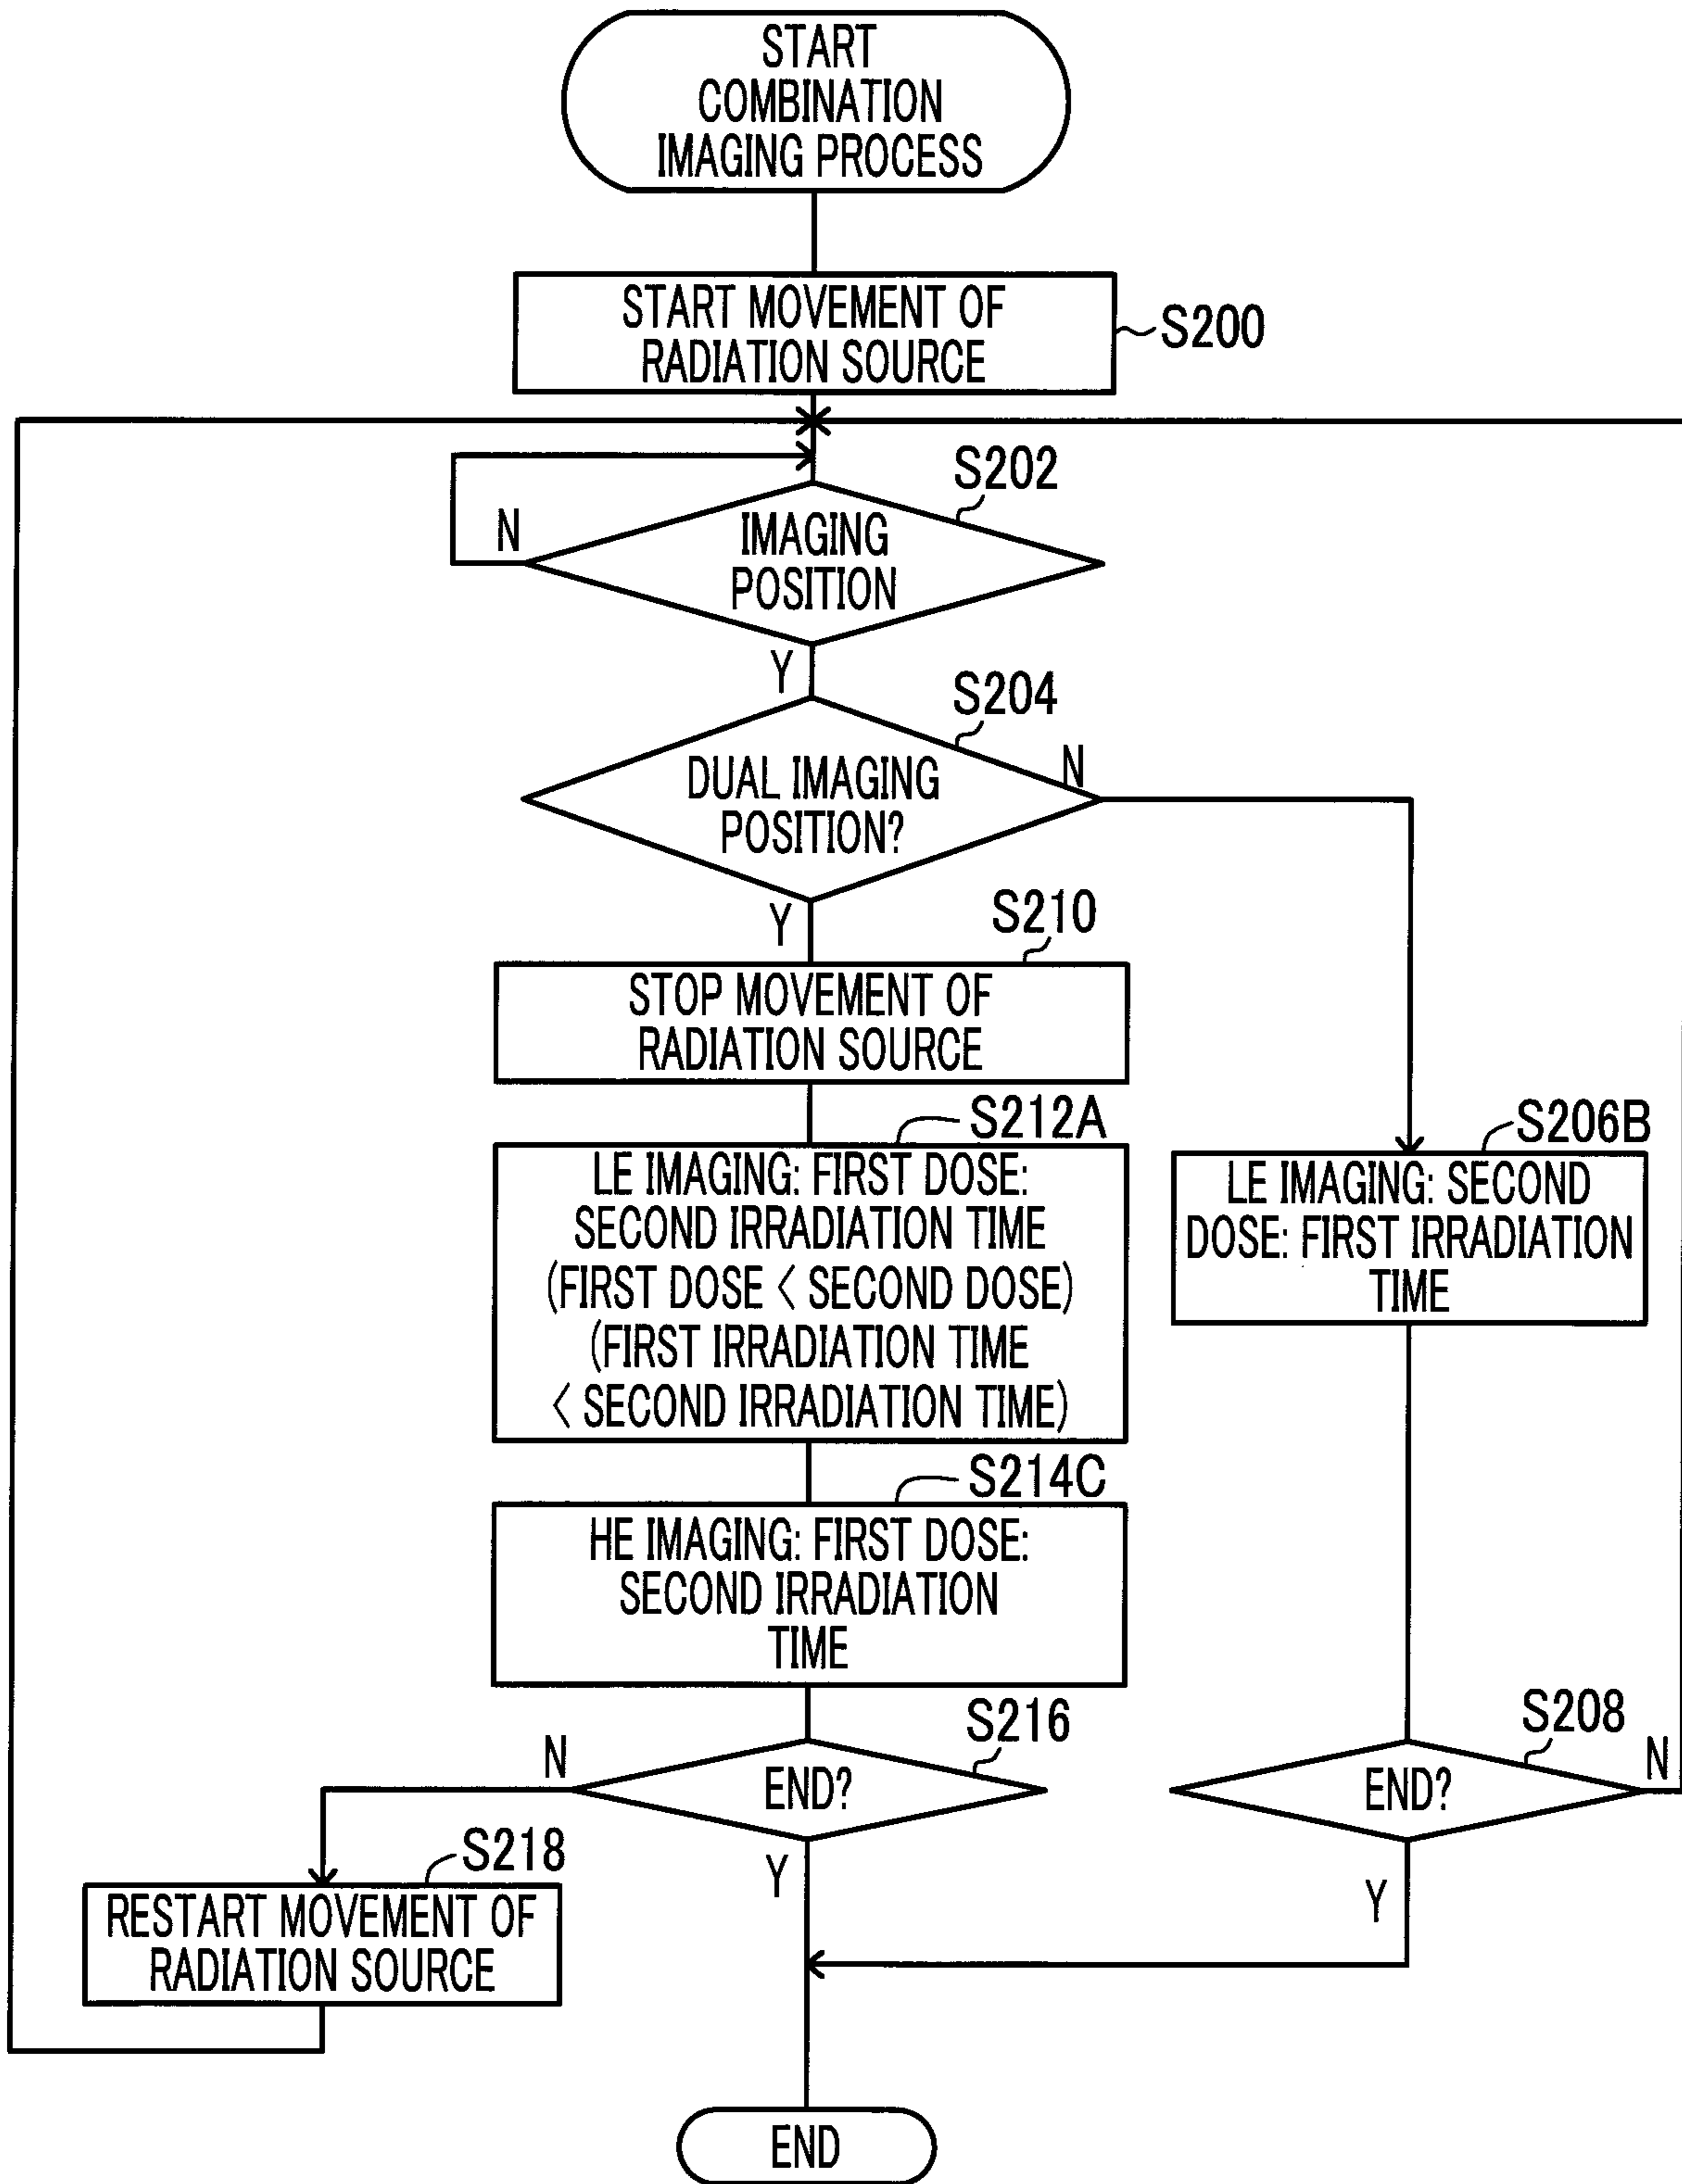 START
COMBINATION
IMAGING PROCESS
START MOVEMENT OF
RADIATION SOURCE
S200
S202
N
IMAGING
POSITION
Y
S204
N
DUAL IMAGING
POSITION?
Y
S210
STOP MOVEMENT OF
RADIATION SOURCE
S212A
LE IMAGING: FIRST DOSE:
SECOND IRRADIATION TIME
(FIRST DOSE < SECOND DOSE)
(FIRST IRRADIATION TIME
< SECOND IRRADIATION TIME)
S206B
LE IMAGING: SECOND
DOSE: FIRST IRRADIATION
TIME
S214C
HE IMAGING: FIRST DOSE:
SECOND IRRADIATION
TIME
S216
N
END?
Y
S208
N
END?
Y
S218
RESTART MOVEMENT OF
RADIATION SOURCE
END